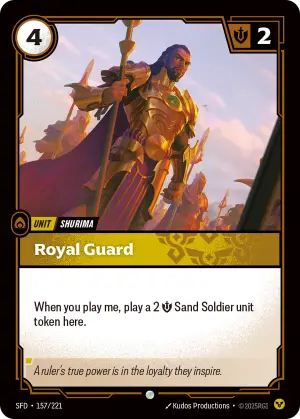 4
2
UNIT SHURIMA
Royal Guard
When you play me, play a 2 Sand Soldier unit
token here.
A ruler's true power is in the loyalty they inspire.
SFD • 157/221 Kudos Productions • ©2025RGI